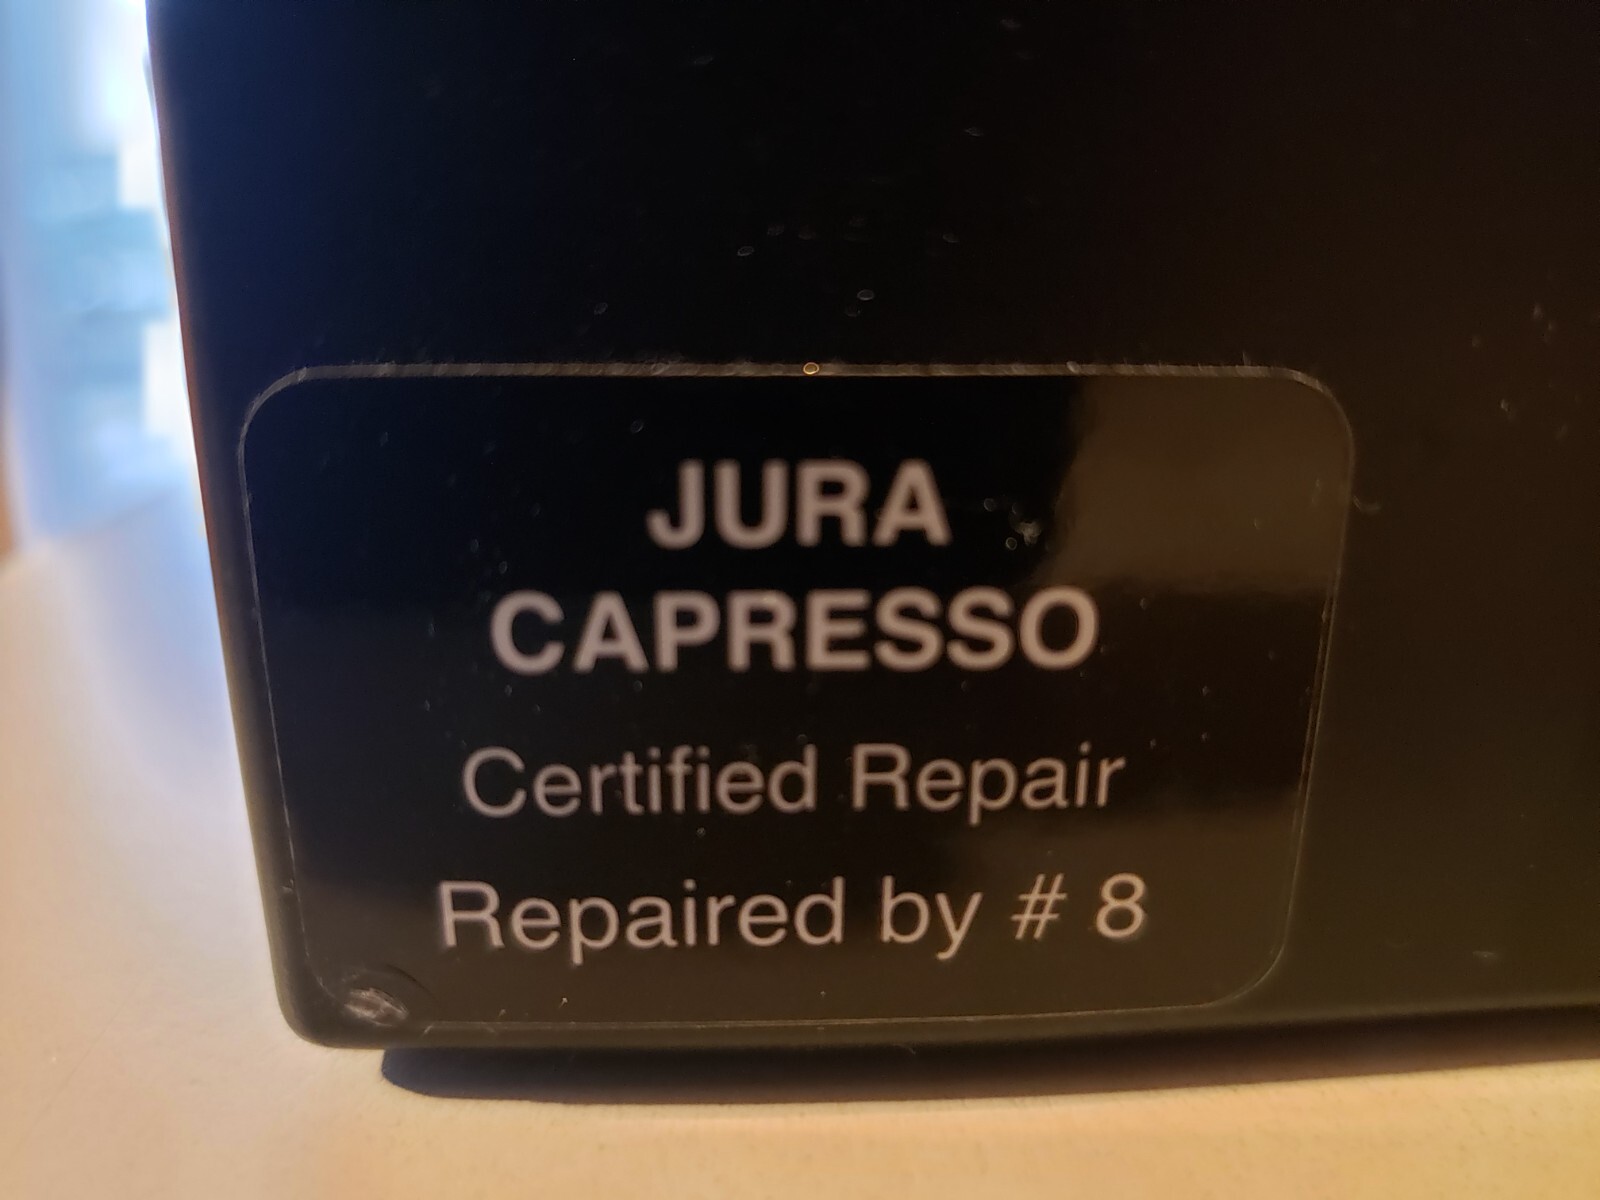 JURA
CAPRESSO
Certified Repair
Repaired by # 8